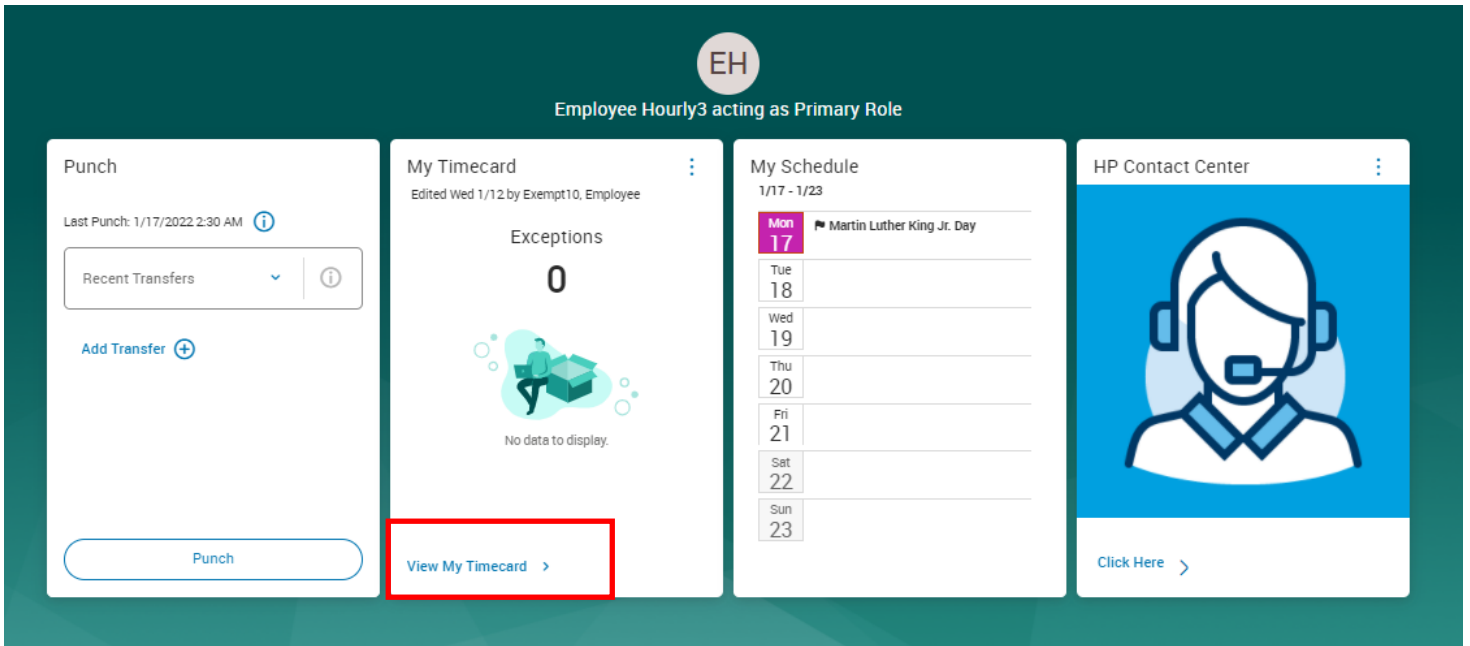 EH
Employee Hourly3 acting as Primary Role
Punch
Last Punch: 1/17/2022 2:30 AM
Recent Transfers
Add Transfer
Punch
My Timecard
Edited Wed 1/12 by Exempt10, Employee
Exceptions
0
No data to display.
View My Timecard
My Schedule
1/17 - 1/23
Mon
17
Martin Luther King Jr. Day
Tue
18
Wed
19
Thu
20
Fri
21
Sat
22
Sun
23
HP Contact Center
Click Here